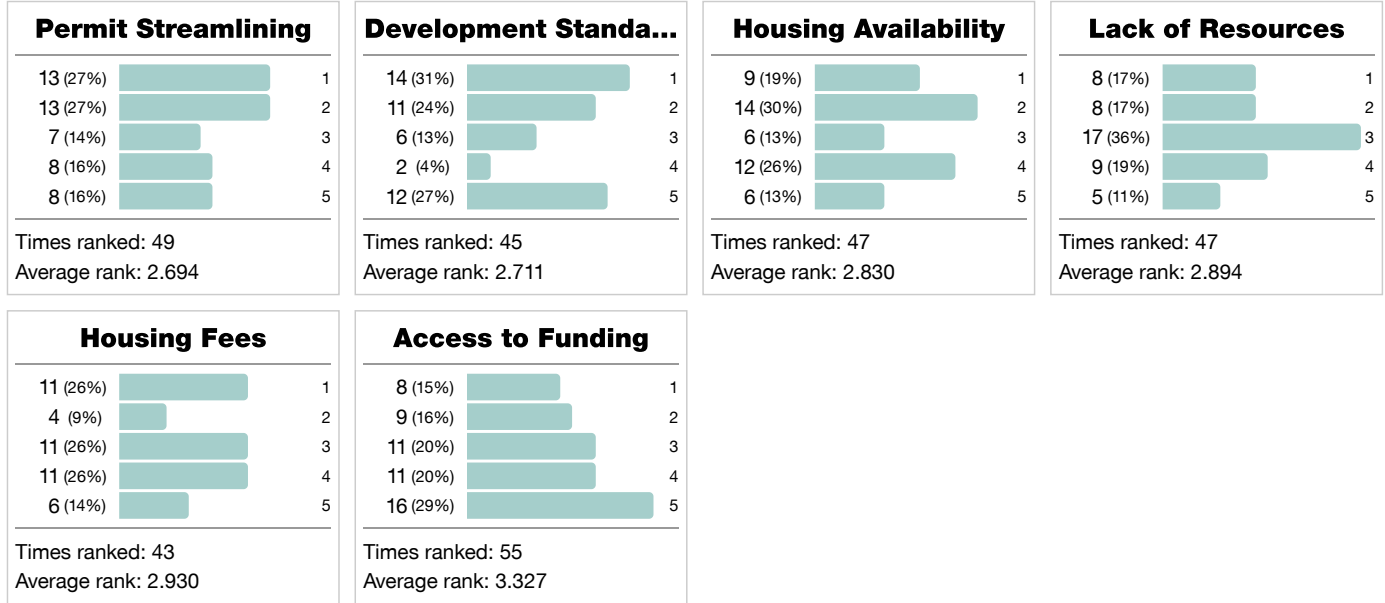 Permit Streamlining
13 (27%) 1
13 (27%) 2
7 (14%) 3
8 (16%) 4
8 (16%) 5
Times ranked: 49
Average rank: 2.694
Development Standa...
14 (31%) 1
11 (24%) 2
6 (13%) 3
2 (4%) 4
12 (27%) 5
Times ranked: 45
Average rank: 2.711
Housing Availability
9 (19%) 1
14 (30%) 2
6 (13%) 3
12 (26%) 4
6 (13%) 5
Times ranked: 47
Average rank: 2.830
Lack of Resources
8 (17%) 1
8 (17%) 2
17 (36%) 3
9 (19%) 4
5 (11%) 5
Times ranked: 47
Average rank: 2.894
Housing Fees
11 (26%) 1
4 (9%) 2
11 (26%) 3
11 (26%) 4
6 (14%) 5
Times ranked: 43
Average rank: 2.930
Access to Funding
8 (15%) 1
9 (16%) 2
11 (20%) 3
11 (20%) 4
16 (29%) 5
Times ranked: 55
Average rank: 3.327